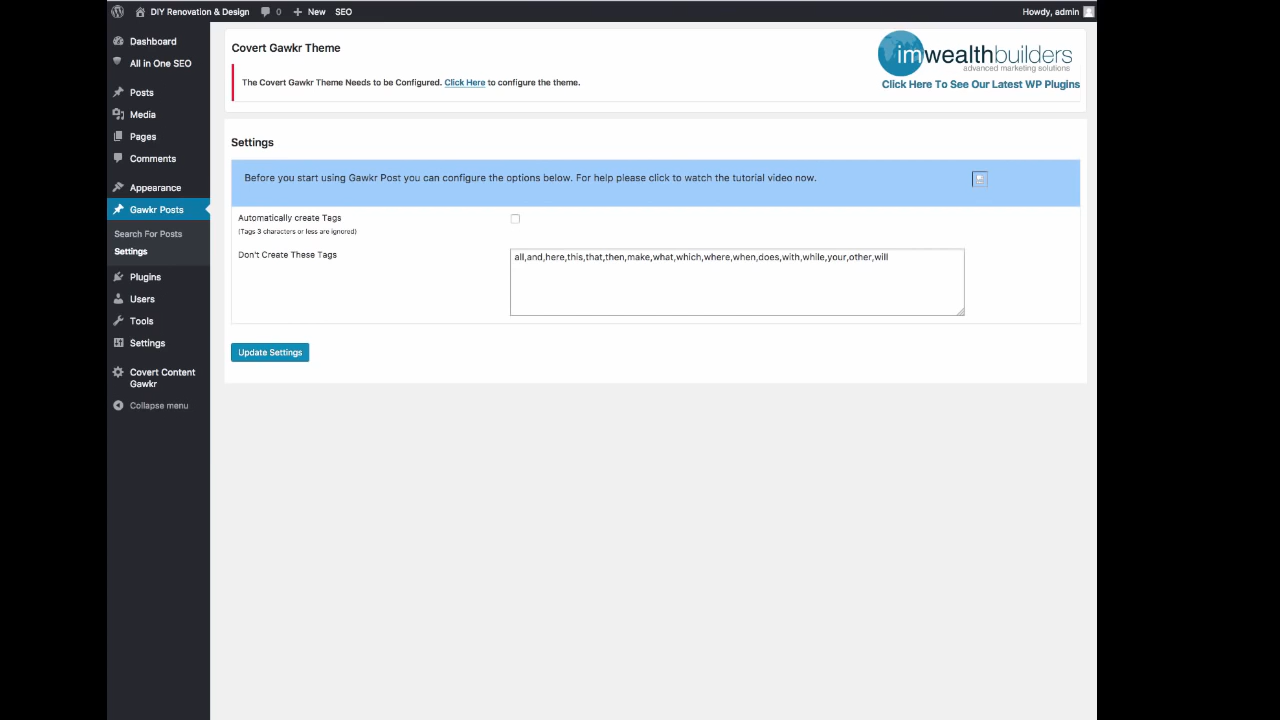 DIY Renovation & Design 0 New SEO Howdy, admin
Dashboard
All in One SEO
Posts
Media
Pages
Comments
Appearance
Gawkr Posts
Search For Posts
Settings
Plugins
Users
Tools
Settings
Covert Content
Gawkr
Collapse menu
Covert Gawkr Theme
The Covert Gawkr Theme Needs to be Configured. Click Here to configure the theme.
imwealthbuilders
advanced marketing solutions
Click Here To See Our Latest WP Plugins
Settings
Before you start using Gawkr Post you can configure the options below. For help please click to watch the tutorial video now.
Automatically create Tags
(Tags 3 characters or less are ignored)
Don't Create These Tags
all,and,here,this,that,then,make,what,which,where,when,does,with,while,your,other,will
Update Settings